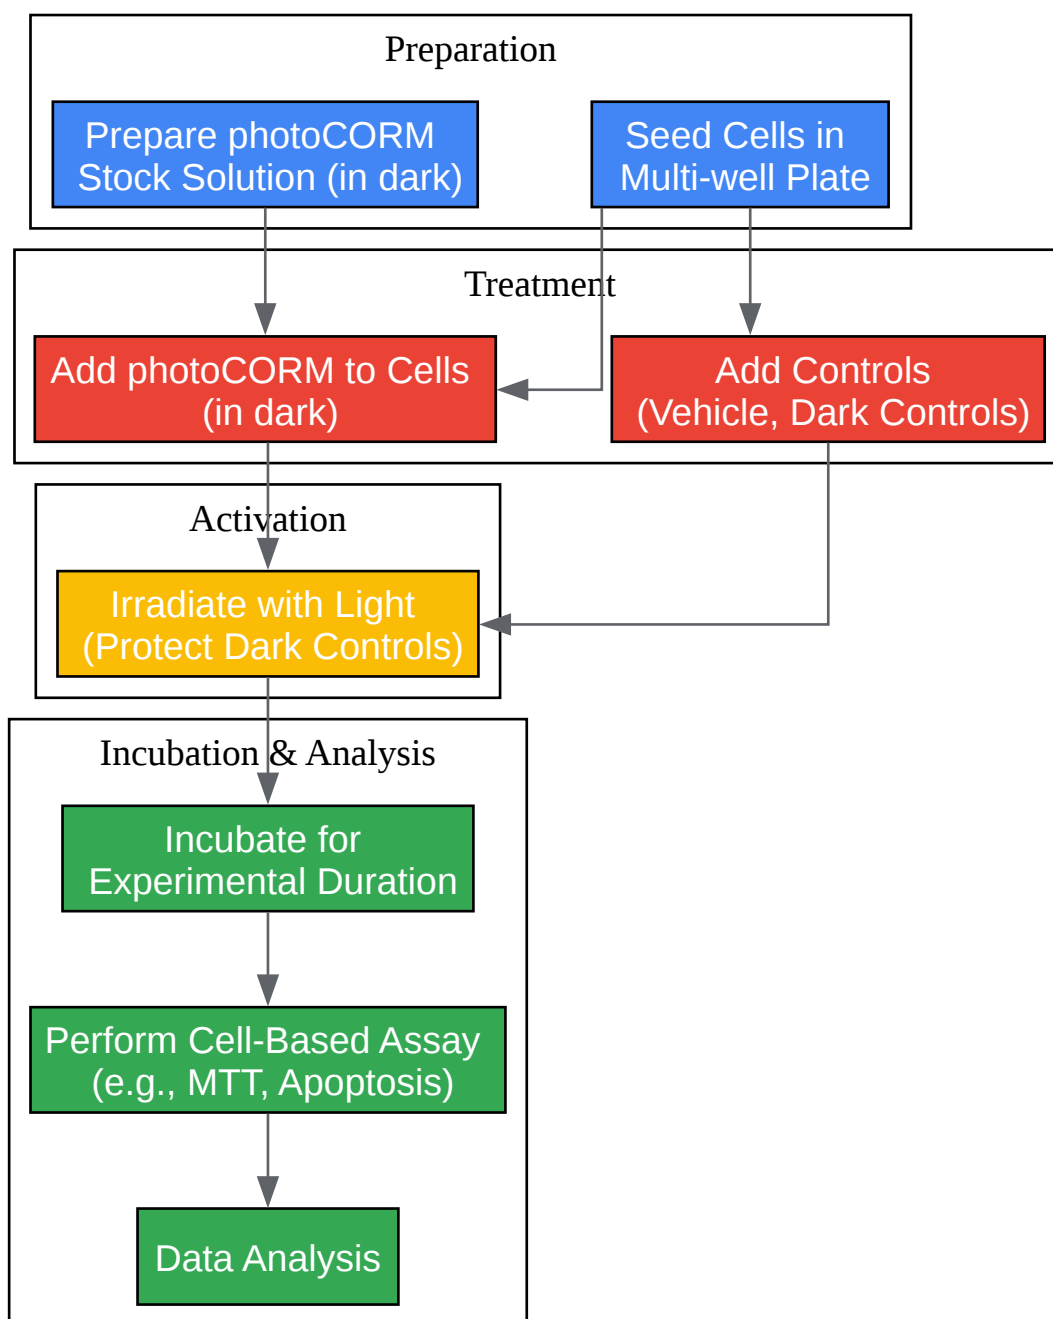 Preparation
Prepare photoCORM
Stock Solution (in dark)
Seed Cells in
Multi-well Plate
Treatment
Add photoCORM to Cells
(in dark)
Add Controls
(Vehicle, Dark Controls)
Activation
Irradiate with Light
(Protect Dark Controls)
Incubation & Analysis
Incubate for
Experimental Duration
Perform Cell-Based Assay
(e.g., MTT, Apoptosis)
Data Analysis